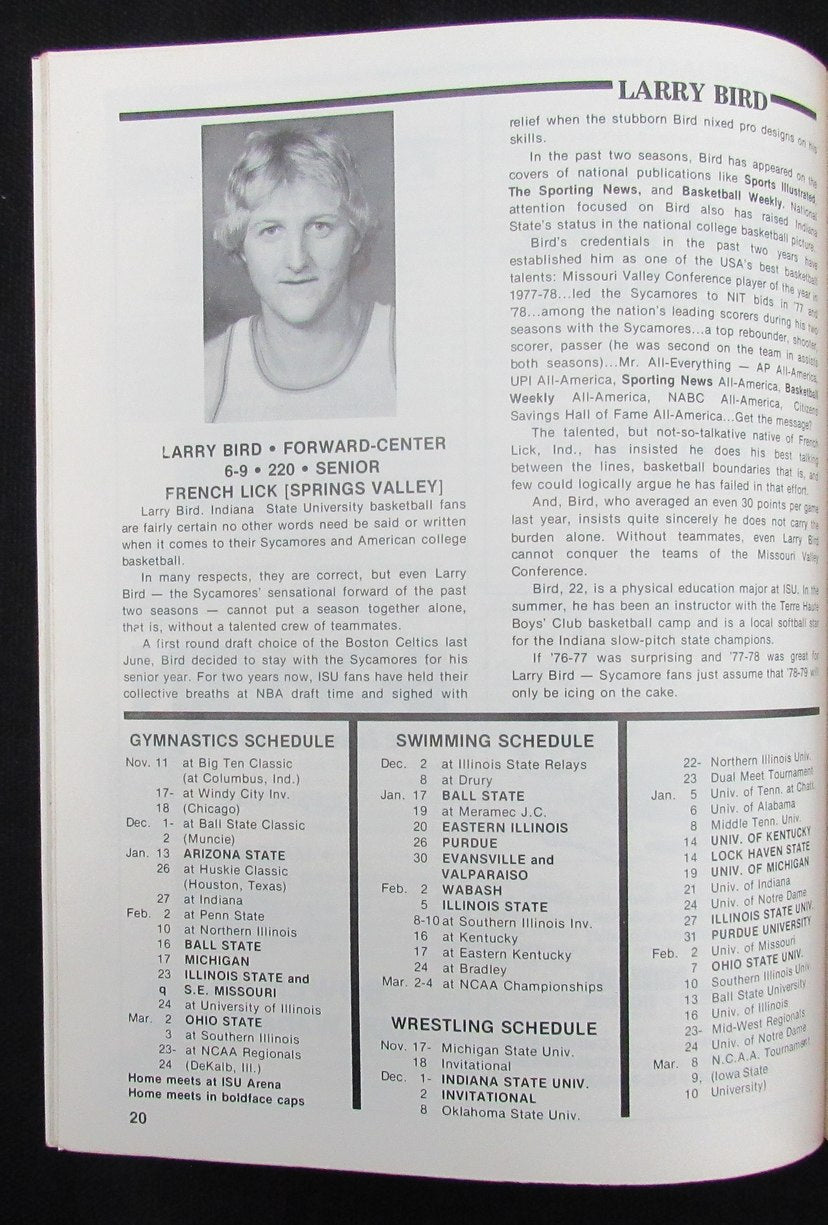 LARRY BIRD
LARRY BIRD • FORWARD-CENTER
6-9 • 220 • SENIOR
FRENCH LICK [SPRINGS VALLEY]
Larry Bird. Indiana State University basketball fans
are fairly certain no other words need be said or written
when it comes to their Sycamores and American college
basketball.
In many respects, they are correct, but even Larry
Bird — the Sycamores' sensational forward of the past
two seasons — cannot put a season together alone,
that is, without a talented crew of teammates.
A first round draft choice of the Boston Celtics last
June, Bird decided to stay with the Sycamores for his
senior year. For two years now, ISU fans have held their
collective breaths at NBA draft time and sighed with
relief when the stubborn Bird nixed pro designs on his
skills.
In the past two seasons, Bird has appeared on the
covers of national publications like Sports Illustrated,
The Sporting News, and Basketball Weekly. National
attention focused on Bird also has raised Indiana
State's status in the national college basketball picture.
Bird's credentials in the past two years have
established him as one of the USA's best basketball
talents: Missouri Valley Conference player of the year in
1977-78...led the Sycamores to NIT bids in '77 and
'78...among the nation's leading scorers during his two
seasons with the Sycamores...a top rebounder, shooter,
scorer, passer (he was second on the team in assists
both seasons)...Mr. All-Everything — AP All-America,
UPI All-America, Sporting News All-America, Basketball
Weekly All-America, NABC All-America, Citizens
Savings Hall of Fame All-America...Get the message?
The talented, but not-so-talkative native of French
Lick, Ind., has insisted he does his best talking
between the lines, basketball boundaries that is, and
few could logically argue he has failed in that effort.
And, Bird, who averaged an even 30 points per game
last year, insists quite sincerely he does not carry the
burden alone. Without teammates, even Larry Bird
cannot conquer the teams of the Missouri Valley
Conference.
Bird, 22, is a physical education major at ISU. In the
summer, he has been an instructor with the Terre Haute
Boys' Club basketball camp and is a local softball star
for the Indiana slow-pitch state champions.
If '76-77 was surprising and '77-78 was great for
Larry Bird — Sycamore fans just assume that '78-79 will
only be icing on the cake.
GYMNASTICS SCHEDULE
Nov. 11 at Big Ten Classic
(at Columbus, Ind.)
17- at Windy City Inv.
18 (Chicago)
Dec. 1- at Ball State Classic
2 (Muncie)
Jan. 13 ARIZONA STATE
26 at Huskie Classic
(Houston, Texas)
27 at Indiana
Feb. 2 at Penn State
10 at Northern Illinois
16 BALL STATE
17 MICHIGAN
23 ILLINOIS STATE and
q S.E. MISSOURI
24 at University of Illinois
Mar. 2 OHIO STATE
3 at Southern Illinois
23- at NCAA Regionals
24 (DeKalb, Ill.)
Home meets at ISU Arena
Home meets in boldface caps
20
SWIMMING SCHEDULE
Dec. 2 at Illinois State Relays
8 at Drury
Jan. 17 BALL STATE
19 at Meramec J.C.
20 EASTERN ILLINOIS
26 PURDUE
30 EVANSVILLE and
VALPARAISO
Feb. 2 WABASH
5 ILLINOIS STATE
8-10 at Southern Illinois Inv.
16 at Kentucky
17 at Eastern Kentucky
24 at Bradley
Mar. 2-4 at NCAA Championships
WRESTLING SCHEDULE
Nov. 17- Michigan State Univ.
18 Invitational
Dec. 1- INDIANA STATE UNIV.
2 INVITATIONAL
8 Oklahoma State Univ.
22- Northern Illinois Univ.
23 Dual Meet Tournament
Jan. 5 Univ. of Tenn. at Chatt.
6 Univ. of Alabama
8 Middle Tenn. Univ.
14 UNIV. OF KENTUCKY
14 LOCK HAVEN STATE
19 UNIV. OF MICHIGAN
21 Univ. of Indiana
24 Univ. of Notre Dame
27 ILLINOIS STATE UNIV.
31 PURDUE UNIVERSITY
Feb. 2 Univ. of Missouri
7 OHIO STATE UNIV.
10 Southern Illinois Univ
13 Ball State University
16 Univ. of Illinois
23- Mid-West Regionals
24 Univ. of Notre Dame
Mar. 8 N.C.A.A. Tournament
9, (Iowa State
10 University)